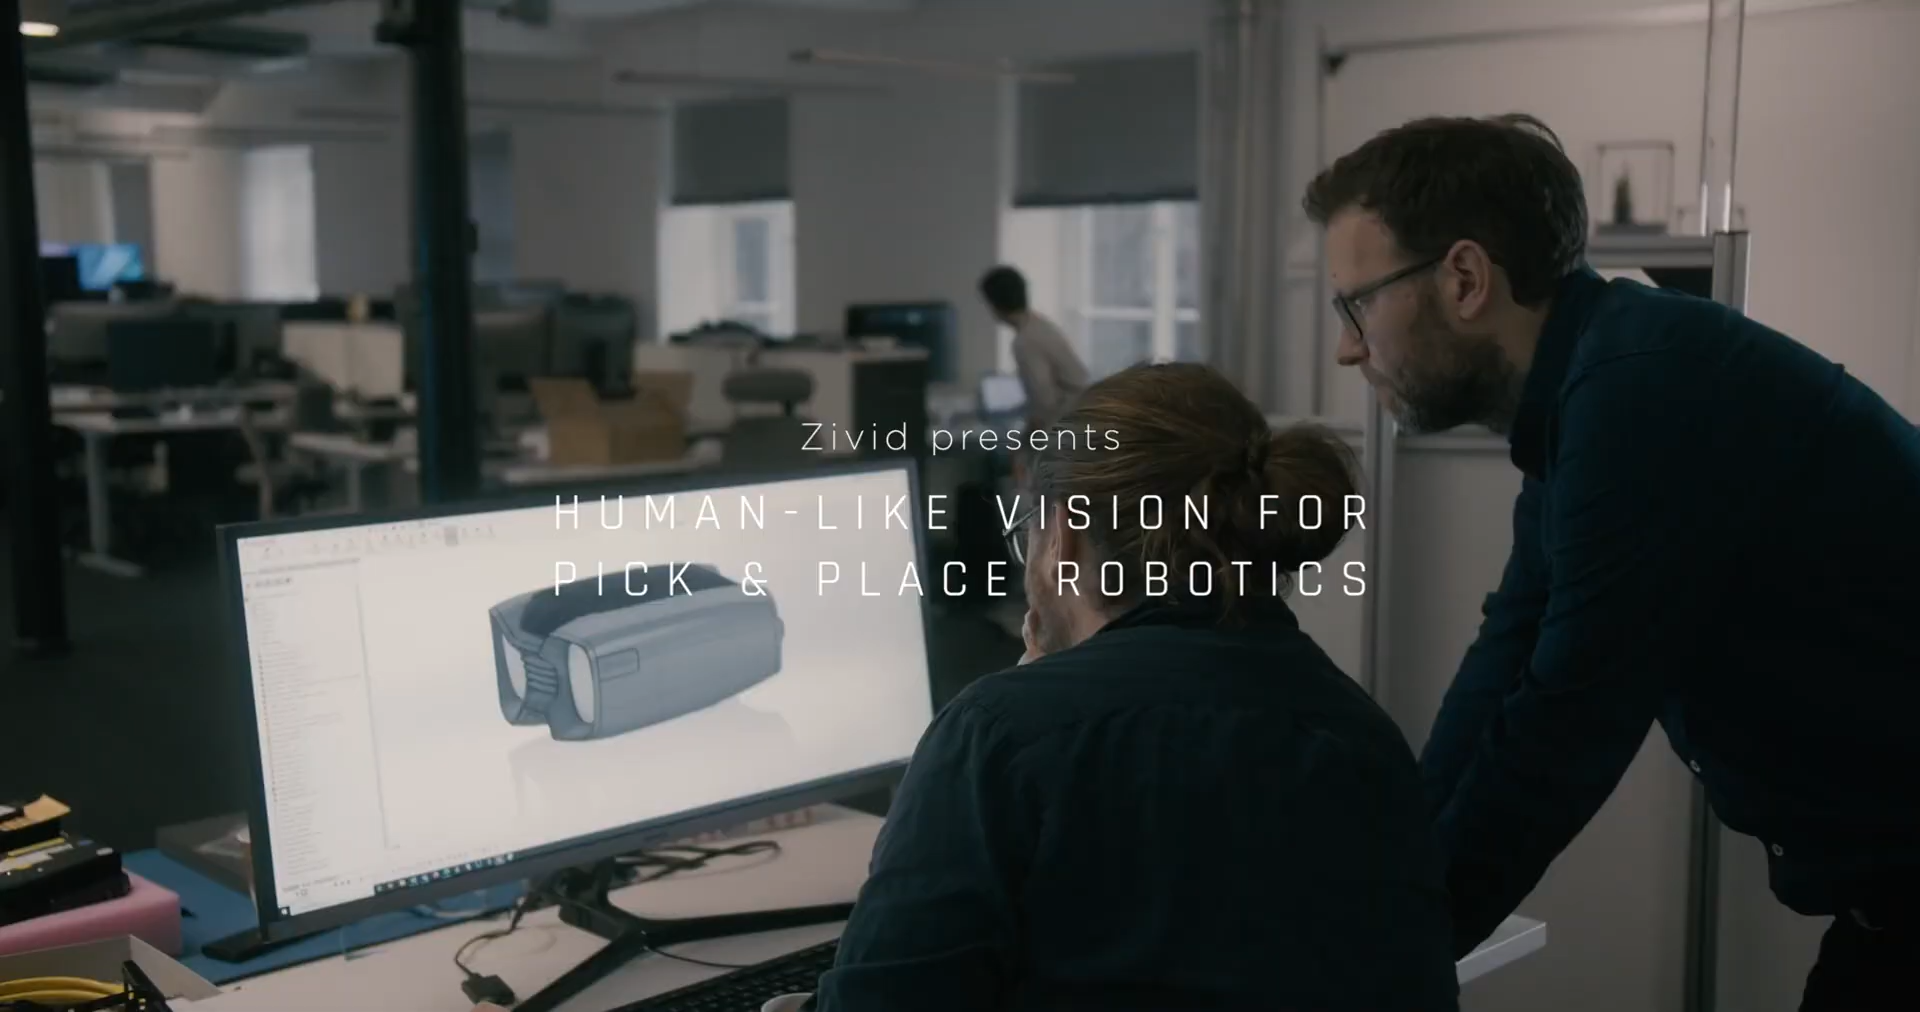 Zivid presents
HUMAN-LIKE VISION FOR
PICK & PLACE ROBOTICS